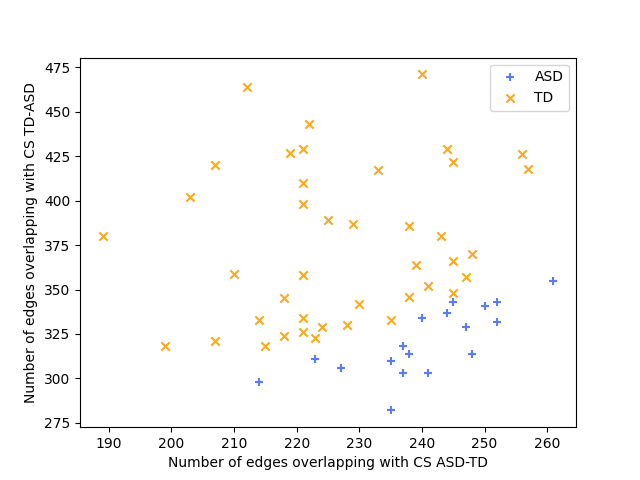 ASD
TD
475
450
425
400
375
350
325
300
275
Number of edges overlapping with CS TD-ASD
190 200 210 220 230 240 250 260
Number of edges overlapping with CS ASD-TD